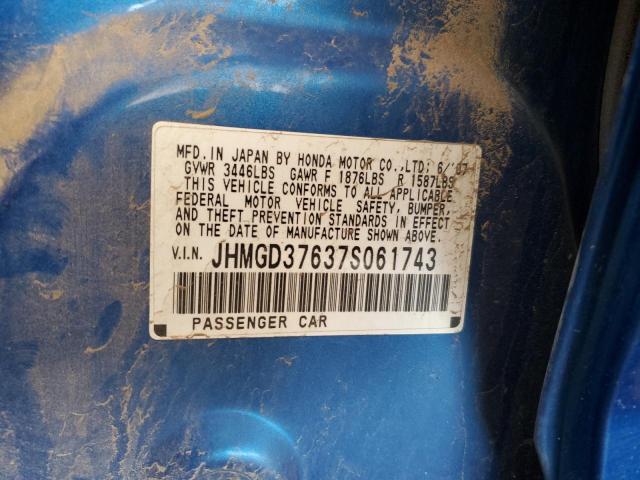 MFD. IN JAPAN BY HONDA MOTOR CO.,LTD; 6/'07
GVWR 3446LBS GAWR F 1876LBS R 1587LBS
THIS VEHICLE CONFORMS TO ALL APPLICABLE
FEDERAL MOTOR VEHICLE SAFETY, BUMPER,
AND THEFT PREVENTION STANDARDS IN EFFECT
ON THE DATE OF MANUFACTURE SHOWN ABOVE.
V.I.N. JHMGD37637S061743
PASSENGER CAR